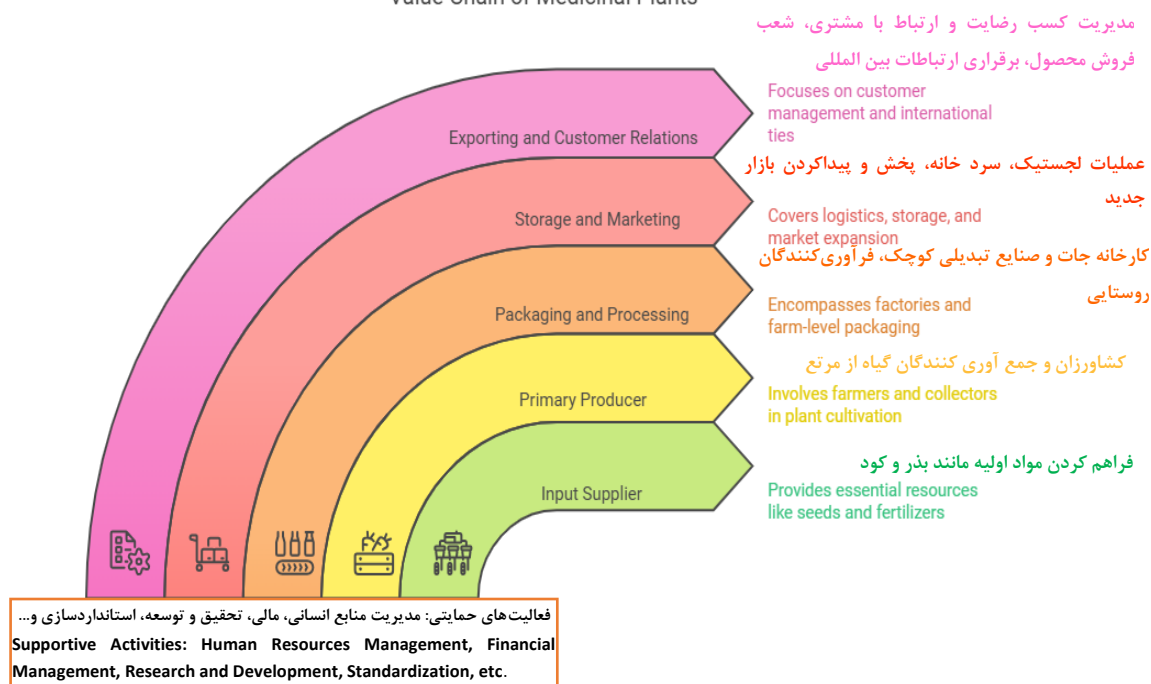 Value Chain of Medicinal Plants
مدیریت کسب رضایت و ارتباط با مشتری، شعب
فروش محصول، برقراری ارتباطات بین المللی
Exporting and Customer Relations
Focuses on customer
management and international
ties
عملیات لجستیک، سرد خانه، پخش و پیداکردن بازار
جدید
Storage and Marketing
Covers logistics, storage, and
market expansion
کارخانه جات و صنایع تبدیلی کوچک، فرآوری‌کنندگان
روستایی
Packaging and Processing
Encompasses factories and
farm-level packaging
کشاورزان و جمع آوری کنندگان گیاه از مرتع
Primary Producer
Involves farmers and collectors
in plant cultivation
فراهم کردن مواد اولیه مانند بذر و کود
Input Supplier
Provides essential resources
like seeds and fertilizers
فعالیت‌های حمایتی: مدیریت منابع انسانی، مالی، تحقیق و توسعه، استانداردسازی و...
Supportive Activities: Human Resources Management, Financial
Management, Research and Development, Standardization, etc.